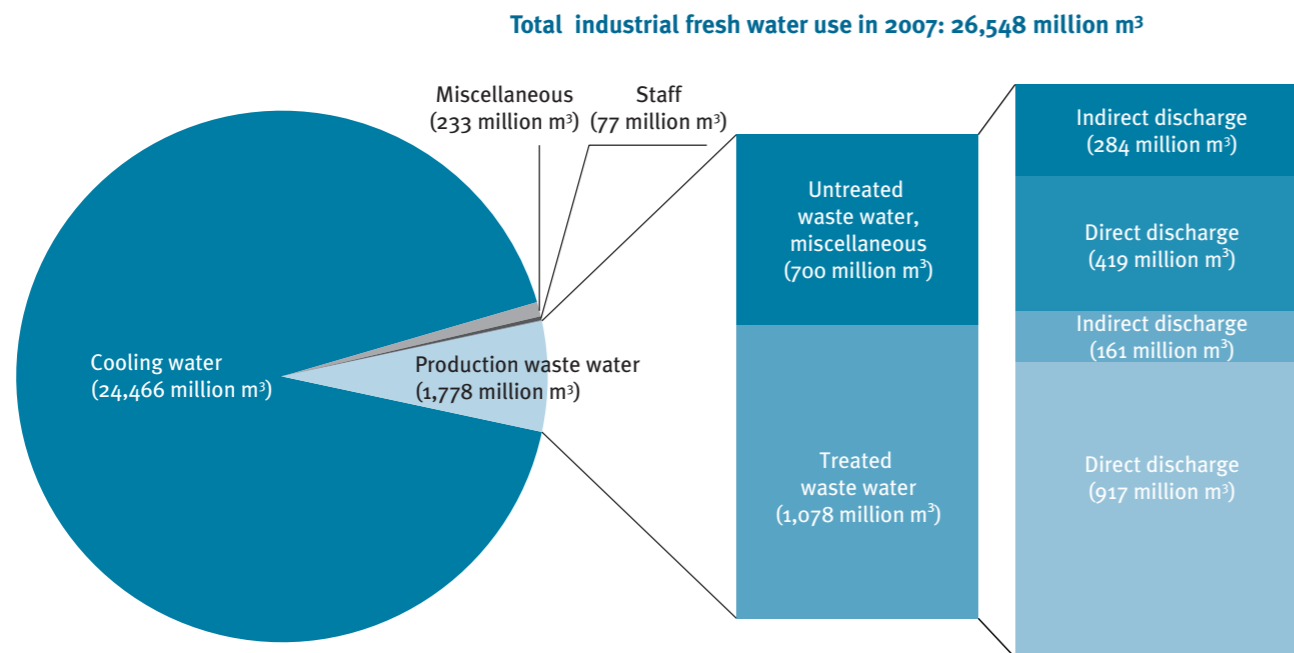 Total industrial fresh water use in 2007: 26,548 million m³
Miscellaneous
(233 million m³)
Staff
(77 million m³)
Cooling water
(24,466 million m³)
Production waste water
(1,778 million m³)
Untreated
waste water,
miscellaneous
(700 million m³)
Treated
waste water
(1,078 million m³)
Indirect discharge
(284 million m³)
Direct discharge
(419 million m³)
Indirect discharge
(161 million m³)
Direct discharge
(917 million m³)